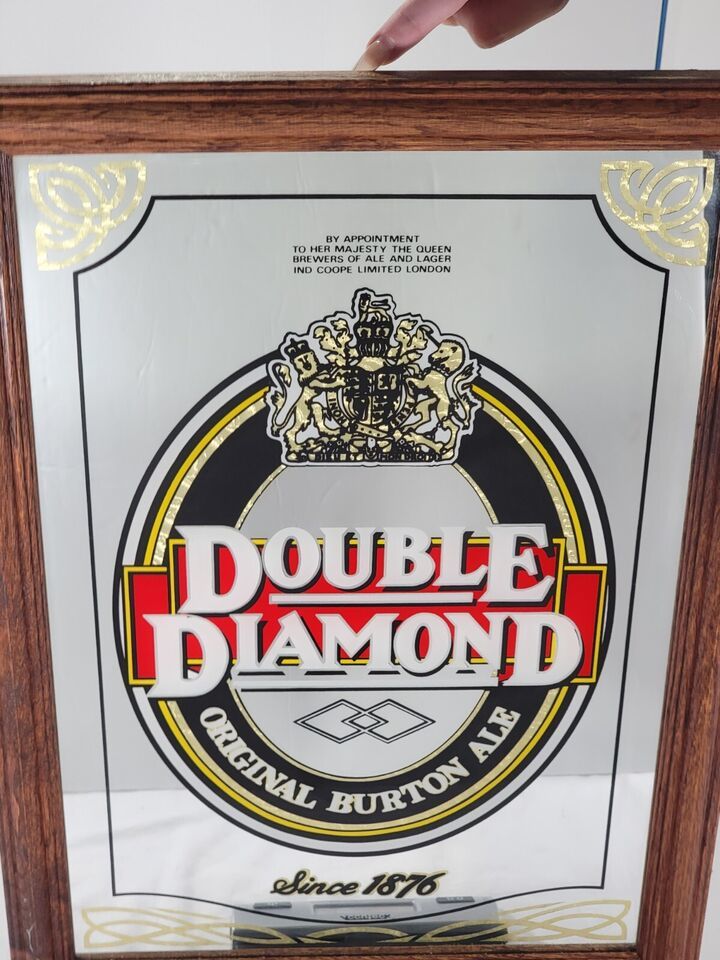 BY APPOINTMENT
TO HER MAJESTY THE QUEEN
BREWERS OF ALE AND LAGER
IND COOPE LIMITED LONDON
DOUBLE
DIAMOND
ORIGINAL BURTON ALE
Since 1876